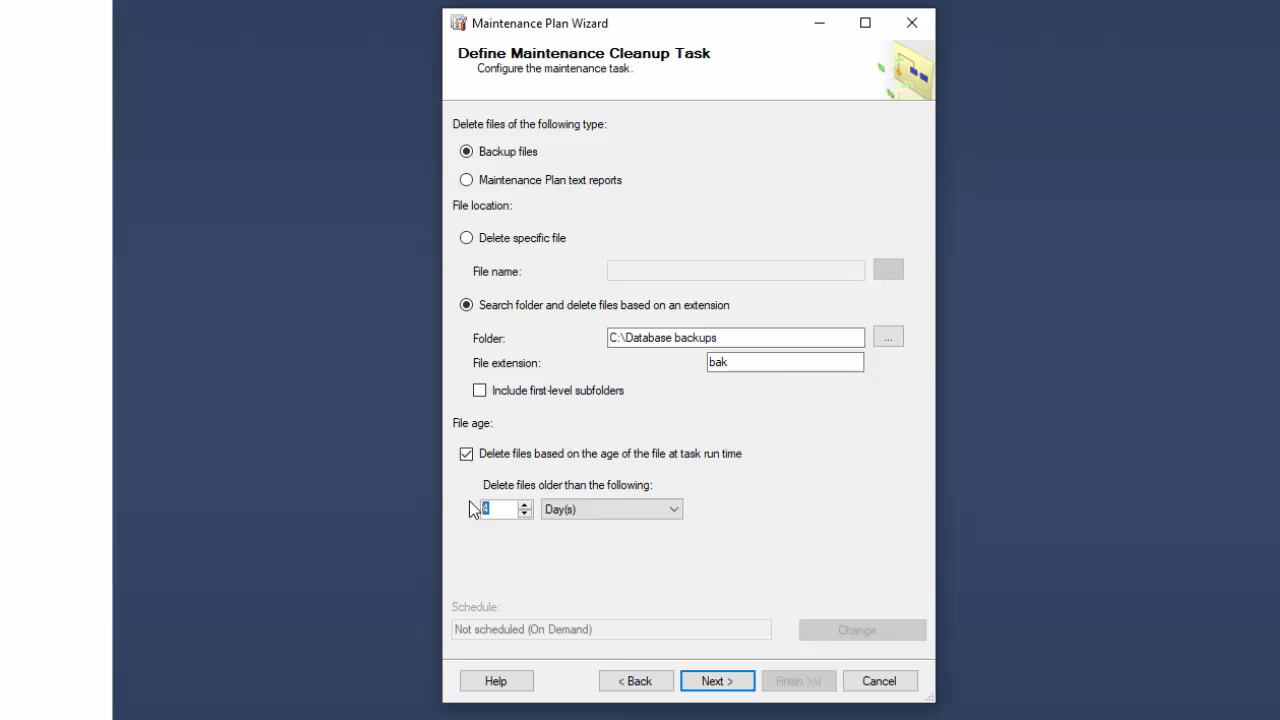 Maintenance Plan Wizard
Define Maintenance Cleanup Task
Configure the maintenance task.
Delete files of the following type:
Backup files
Maintenance Plan text reports
File location:
Delete specific file
File name:
...
Search folder and delete files based on an extension
Folder: C:\Database backups ...
File extension: bak
Include first-level subfolders
File age:
Delete files based on the age of the file at task run time
Delete files older than the following:
4 Day(s)
Schedule:
Not scheduled (On Demand) Change...
Help < Back Next > Finish >>| Cancel